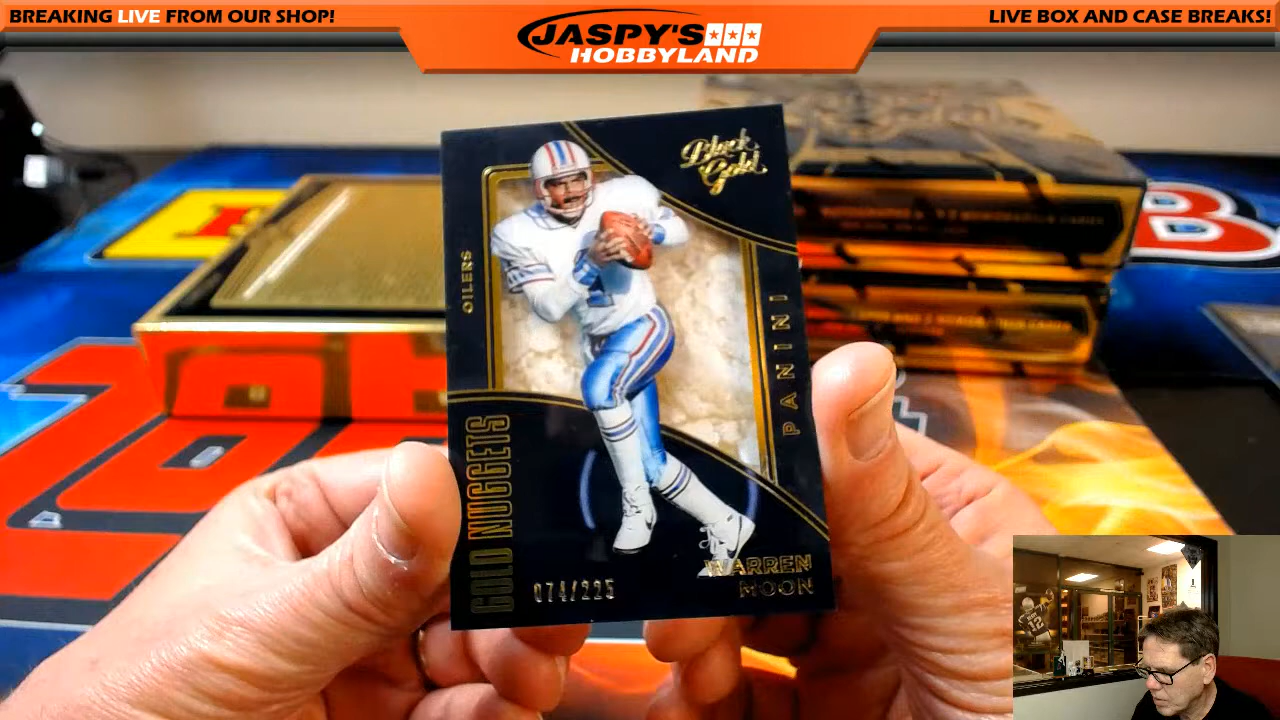 BREAKING LIVE FROM OUR SHOP!
JASPY'S
HOBBYLAND
LIVE BOX AND CASE BREAKS!
Black
Gold
OILERS
PANINI
GOLD NUGGETS
074/225
WARREN
MOON
B
12